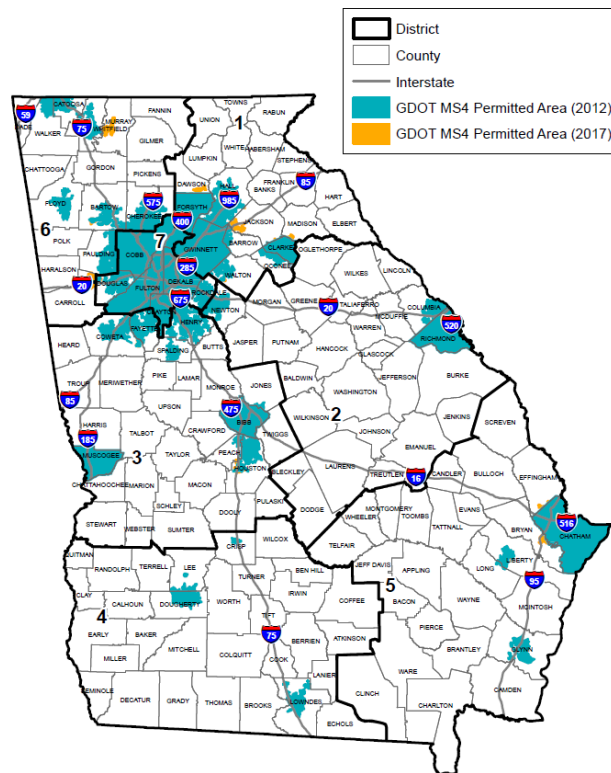 District
County
Interstate
GDOT MS4 Permitted Area (2012)
GDOT MS4 Permitted Area (2017)
TOWNS
RABUN
FANNIN
UNION
1
CATOOSA
59
75
MURRAY
WHITFIELD
WALKER
GILMER
WHITE
HABERSHAM
LUMPKIN
STEPHENS
CHATTOOGA
GORDON
PICKENS
DAWSON
HALL
BANKS
FRANKLIN
85
HART
575
985
FLOYD
BARTOW
CHEROKEE
FORSYTH
400
JACKSON
MADISON
ELBERT
6
7
POLK
PAULDING
COBB
GWINNETT
BARROW
CLARKE
OGLETHORPE
OCONEE
HARALSON
285
WALTON
WILKES
LINCOLN
20
DOUGLAS
FULTON
DEKALB
ROCKDALE
CARROLL
675
CLAYTON
NEWTON
MORGAN
GREENE
20
TALIAFERRO
MCDUFFIE
COLUMBIA
520
FAYETTE
HENRY
WARREN
RICHMOND
COWETA
SPALDING
BUTTS
JASPER
PUTNAM
HANCOCK
GLASCOCK
HEARD
PIKE
LAMAR
MONROE
JONES
BALDWIN
JEFFERSON
BURKE
TROUP
MERIWETHER
WASHINGTON
85
UPSON
475
BIBB
WILKINSON
2
JENKINS
SCREVEN
HARRIS
185
TALBOT
CRAWFORD
TWIGGS
JOHNSON
EMANUEL
MUSCOGEE
3
TAYLOR
PEACH
HOUSTON
BLECKLEY
LAURENS
TREUTLEN
16
CANDLER
BULLOCH
EFFINGHAM
CHATTAHOOCHEE
MARION
MACON
SCHLEY
DOOLY
PULASKI
DODGE
MONTGOMERY
WHEELER
TOOMBS
EVANS
TATTNALL
BRYAN
516
CHATHAM
STEWART
WEBSTER
SUMTER
CRISP
WILCOX
TELFAIR
QUITMAN
RANDOLPH
TERRELL
LEE
TURNER
BEN HILL
JEFF DAVIS
APPLING
LONG
LIBERTY
5
CLAY
4
CALHOUN
DOUGHERTY
WORTH
IRWIN
COFFEE
BACON
WAYNE
95
TIFT
MCINTOSH
EARLY
BAKER
75
BERRIEN
ATKINSON
PIERCE
MITCHELL
COLQUITT
COOK
BRANTLEY
GLYNN
MILLER
LANIER
WARE
SEMINOLE
DECATUR
GRADY
THOMAS
BROOKS
LOWNDES
CLINCH
CAMDEN
CHARLTON
ECHOLS